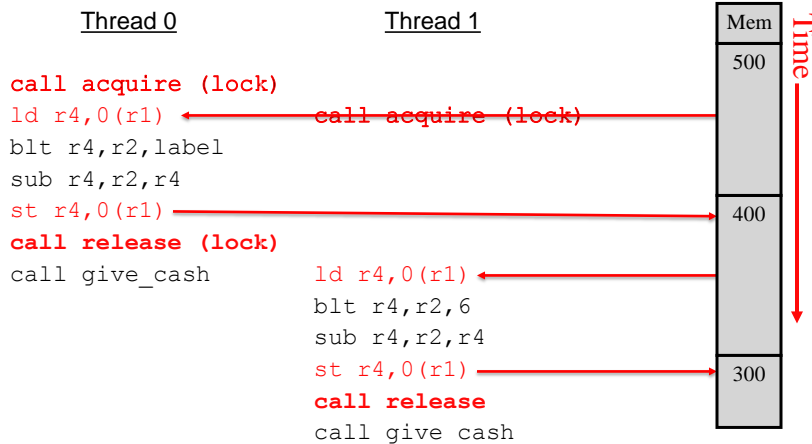 Thread 0
Thread 1
Mem
Time
500
call acquire (lock)
ld r4,0(r1)
call acquire (lock)
blt r4,r2,label
sub r4,r2,r4
st r4,0(r1)
400
call release (lock)
call give_cash
ld r4,0(r1)
blt r4,r2,6
sub r4,r2,r4
st r4,0(r1)
300
call release
call give cash